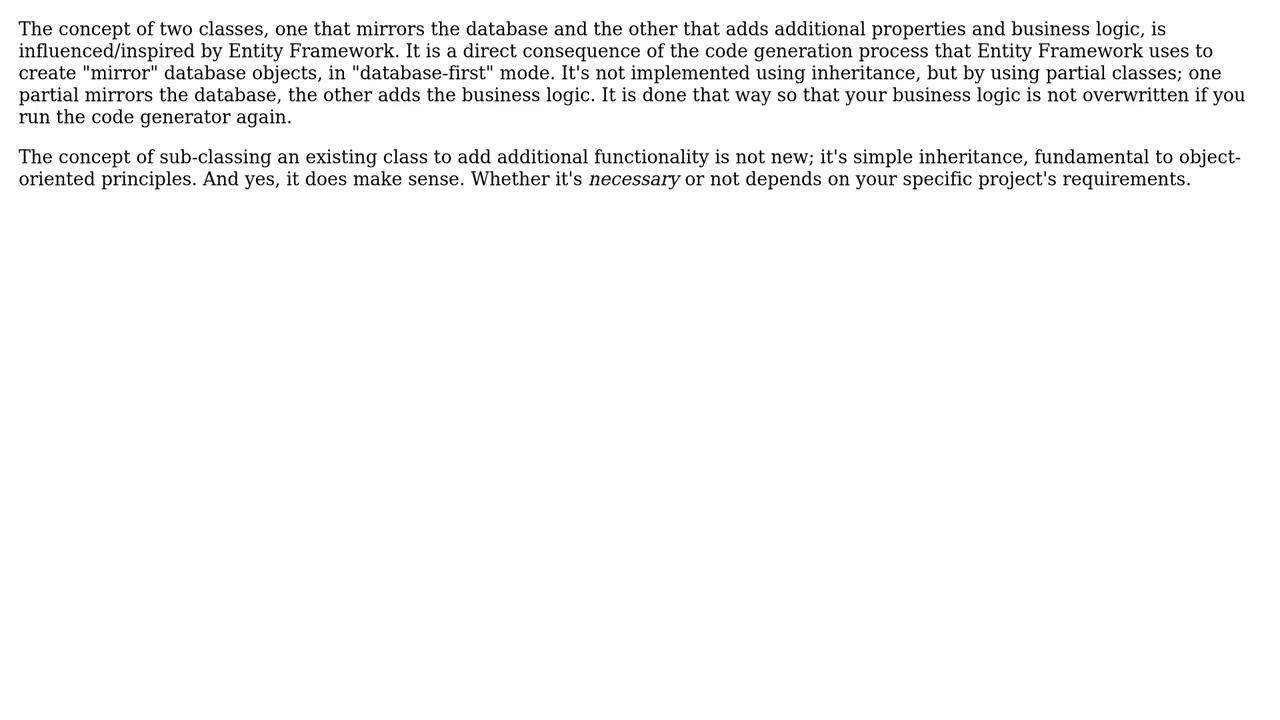 The concept of two classes, one that mirrors the database and the other that adds additional properties and business logic, is
influenced/inspired by Entity Framework. It is a direct consequence of the code generation process that Entity Framework uses to
create "mirror" database objects, in "database-first" mode. It's not implemented using inheritance, but by using partial classes; one
partial mirrors the database, the other adds the business logic. It is done that way so that your business logic is not overwritten if you
run the code generator again.
The concept of sub-classing an existing class to add additional functionality is not new; it's simple inheritance, fundamental to object-
oriented principles. And yes, it does make sense. Whether it's necessary or not depends on your specific project's requirements.